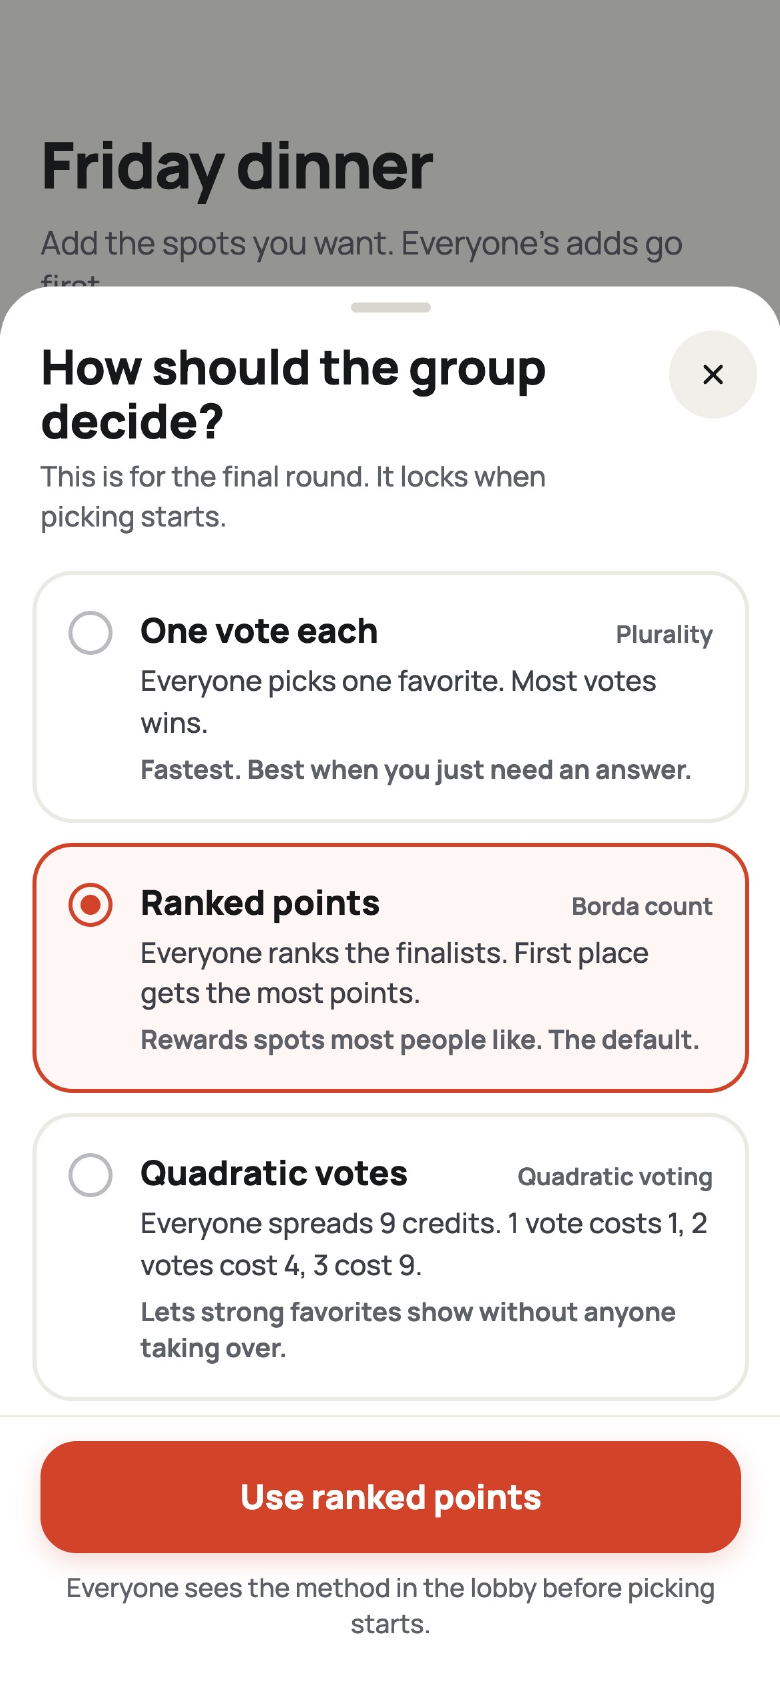 Friday dinner
Add the spots you want. Everyone’s adds go
first.
How should the group
decide?
This is for the final round. It locks when
picking starts.
One vote each
Plurality
Everyone picks one favorite. Most votes
wins.
Fastest. Best when you just need an answer.
Ranked points
Borda count
Everyone ranks the finalists. First place
gets the most points.
Rewards spots most people like. The default.
Quadratic votes
Quadratic voting
Everyone spreads 9 credits. 1 vote costs 1, 2
votes cost 4, 3 cost 9.
Lets strong favorites show without anyone
taking over.
Use ranked points
Everyone sees the method in the lobby before picking
starts.